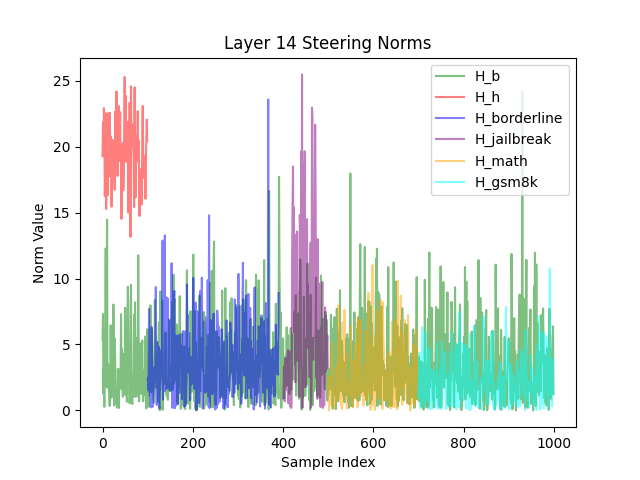 Layer 14 Steering Norms
Norm Value
25
20
15
10
5
0
0
200
400
600
800
1000
Sample Index
H_b
H_h
H_borderline
H_jailbreak
H_math
H_gsm8k